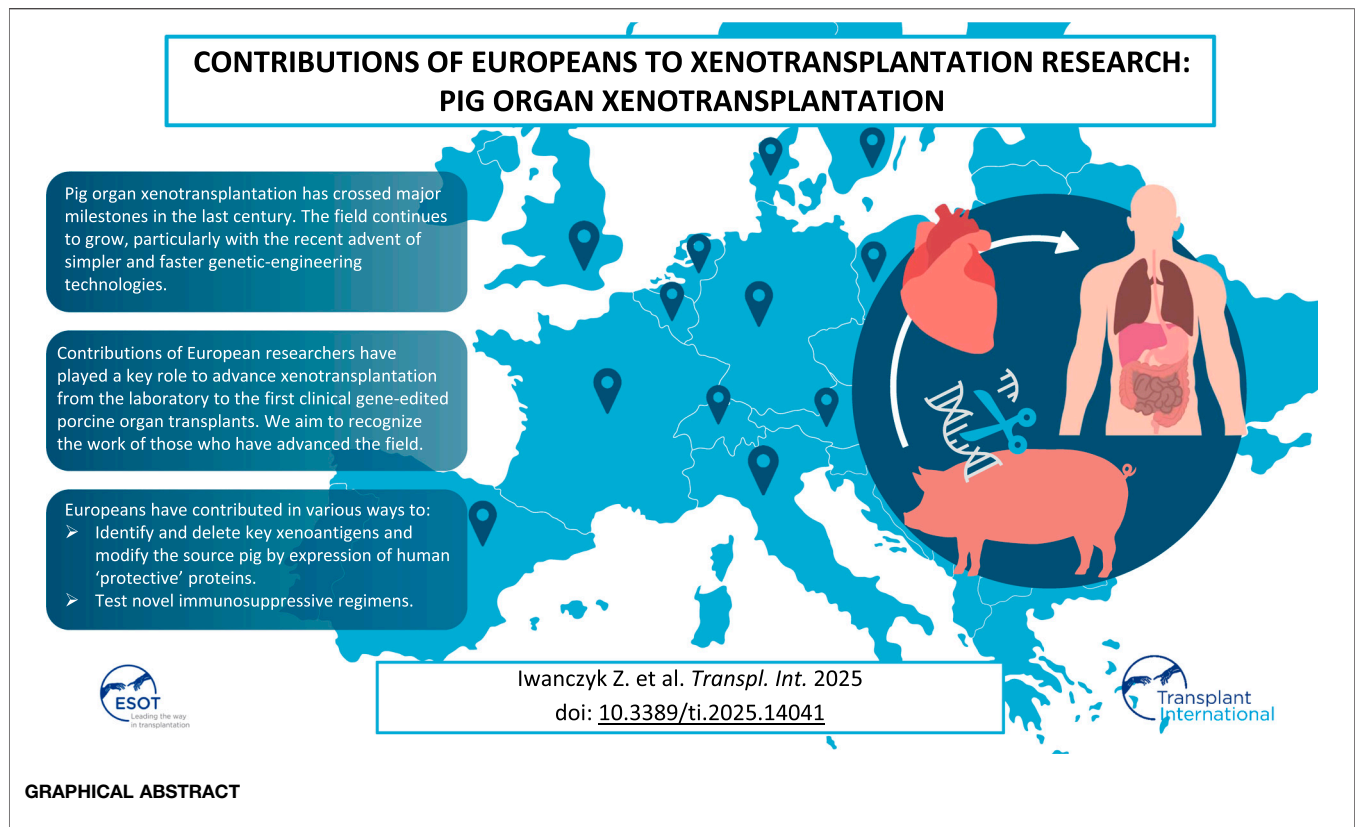 CONTRIBUTIONS OF EUROPEANS TO XENOTRANSPLANTATION RESEARCH:
PIG ORGAN XENOTRANSPLANTATION
Pig organ xenotransplantation has crossed major
milestones in the last century. The field continues
to grow, particularly with the recent advent of
simpler and faster genetic-engineering
technologies.
Contributions of European researchers have
played a key role to advance xenotransplantation
from the laboratory to the first clinical gene-edited
porcine organ transplants. We aim to recognize
the work of those who have advanced the field.
Europeans have contributed in various ways to:
➢ Identify and delete key xenoantigens and
modify the source pig by expression of human
‘protective’ proteins.
➢ Test novel immunosuppressive regimens.
ESOT
Leading the way
in transplantation
Iwanczyk Z. et al. Transpl. Int. 2025
doi: 10.3389/ti.2025.14041
Transplant
International
GRAPHICAL ABSTRACT